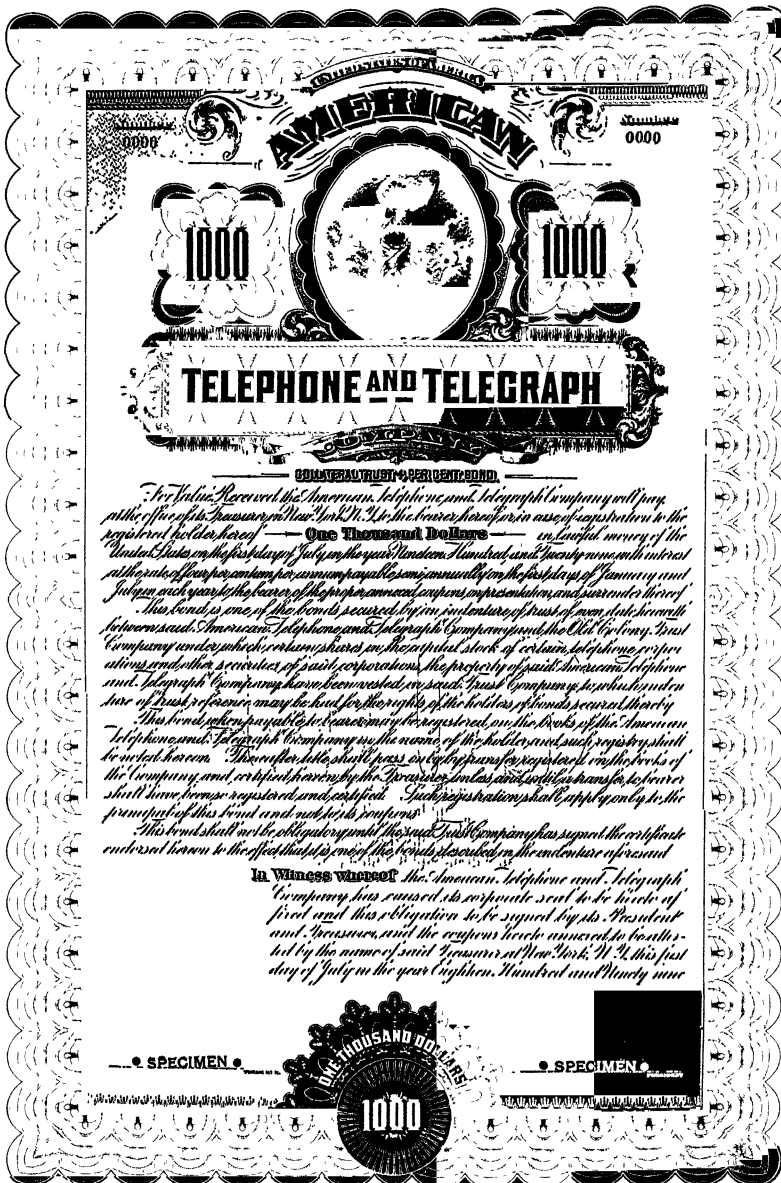 UNITED STATES OF AMERICA
AMERICAN
Number
0000
Number
0000
1000
1000
TELEPHONE AND TELEGRAPH
COMPANY
COLLATERAL TRUST 4 PER CENT. BOND.
For Value Received the American Telephone and Telegraph Company will pay
at the office of its Treasurer in New York, N.Y. to the bearer hereof or in case of registration to the
registered holder hereof One Thousand Dollars in lawful money of the
United States, on the first day of July in the year Nineteen Hundred and Twenty nine with interest
at the rate of four per centum per annum payable semi annually on the first days of January and
July in each year to the bearer of the proper annexed coupons on presentation and surrender thereof
This bond is one of the bonds secured by an indenture of trust of even date herewith
between said American Telephone and Telegraph Company and the Old Colony Trust
Company under which certain shares in the capital stock of certain telephone corpor
ations and other securities of said corporations, the property of said American Telephone
and Telegraph Company have been vested in said Trust Company to which inden
ture of trust reference may be had for the rights of the holders of bonds secured thereby
This bond when payable to bearer may be registered on the books of the American
Telephone and Telegraph Company in the name of the holder and such registry shall
be noted hereon Thereafter title shall pass only by transfer registered on the books of
the Company and certified hereon by the Treasurer unless and until a transfer to bearer
shall have been so registered and certified Such registration shall apply only to the
principal of this bond and not to its coupons
This bond shall not be obligatory until the said Trust Company has signed the certificate
endorsed hereon to the effect that it is one of the bonds described in the indenture aforesaid
In Witness whereof the American Telephone and Telegraph
Company has caused its corporate seal to be hereto af
fixed and this obligation to be signed by its President
and Treasurer, and the coupons hereto annexed to be attes-
ted by the name of said Treasurer at New York, N.Y. this first
day of July in the year Eighteen Hundred and Ninety nine
SPECIMEN
TREASURER.
ONE THOUSAND DOLLARS
1000
SPECIMEN
PRESIDENT